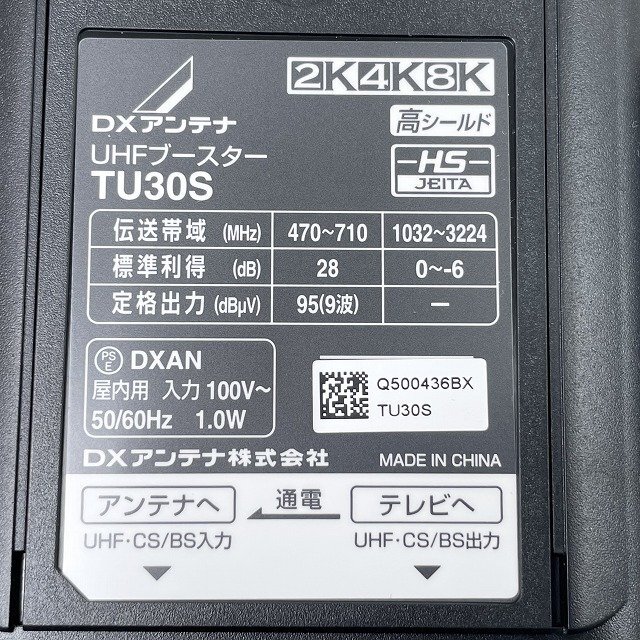 2K4K8K
DXアンテナ
高シールド
UHFブースター
TU30S
HS
JEITA
伝送帯域 (MHz) 470~710 1032~3224
標準利得 (dB) 28 0~-6
定格出力 (dBμV) 95(9波) —
PSE DXAN
屋内用 入力 100V~
50/60Hz 1.0W
Q500436BX
TU30S
DXアンテナ株式会社 MADE IN CHINA
アンテナへ 通電 テレビへ
UHF・CS/BS入力 UHF・CS/BS出力